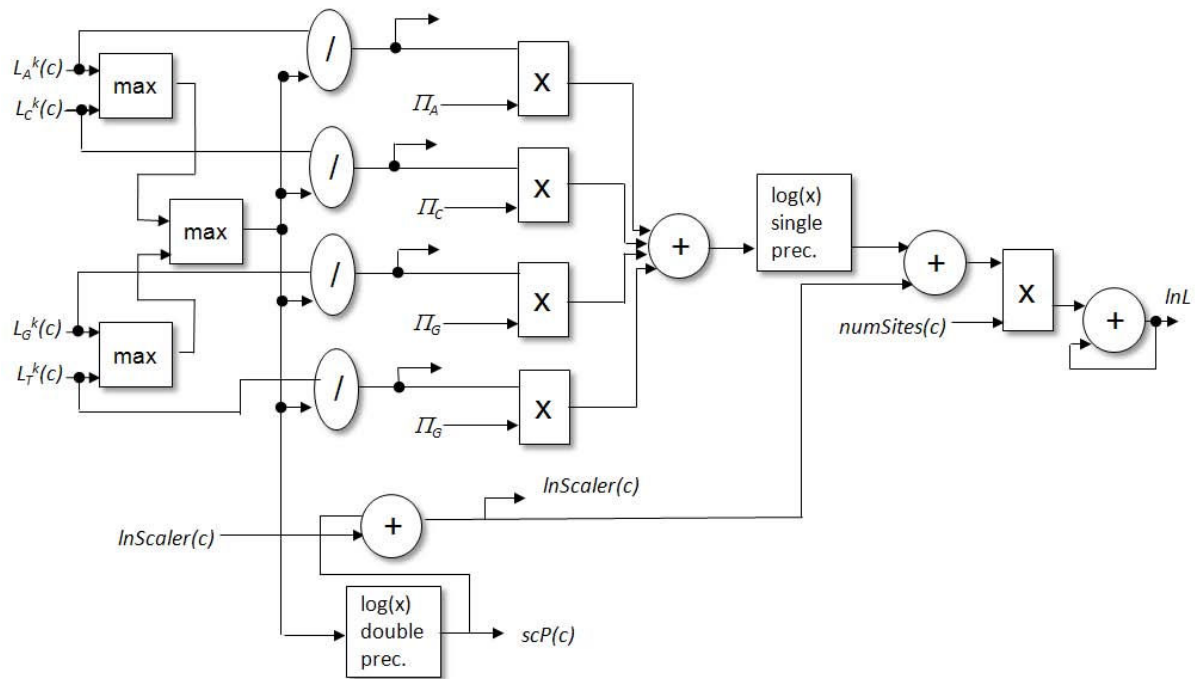 L_A^k(c)
L_C^k(c)
max
/
X
Π_A
/
X
Π_C
max
L_G^k(c)
L_T^k(c)
max
/
X
Π_G
/
X
Π_G
+
log(x)
single
prec.
+
numSites(c)
X
+
lnL
lnScaler(c)
lnScaler(c)
+
log(x)
double
prec.
scP(c)